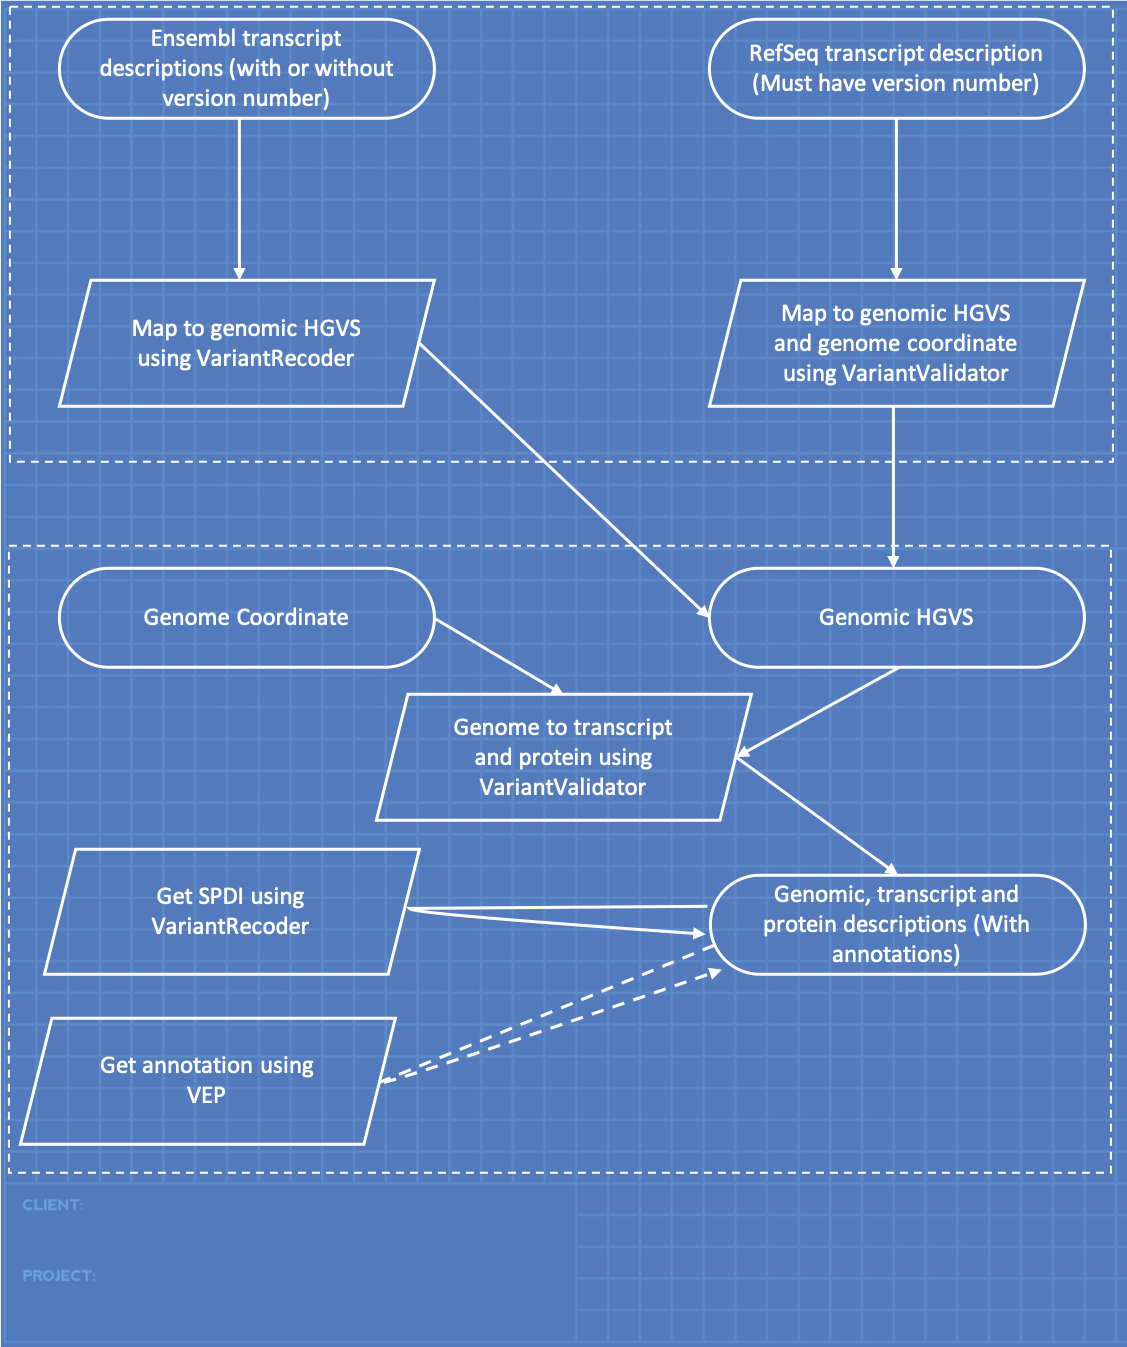 Ensembl transcript
descriptions (with or without
version number)
RefSeq transcript description
(Must have version number)
Map to genomic HGVS
using VariantRecoder
Map to genomic HGVS
and genome coordinate
using VariantValidator
Genome Coordinate
Genomic HGVS
Genome to transcript
and protein using
VariantValidator
Get SPDI using
VariantRecoder
Genomic, transcript and
protein descriptions (With
annotations)
Get annotation using
VEP
CLIENT:
PROJECT: